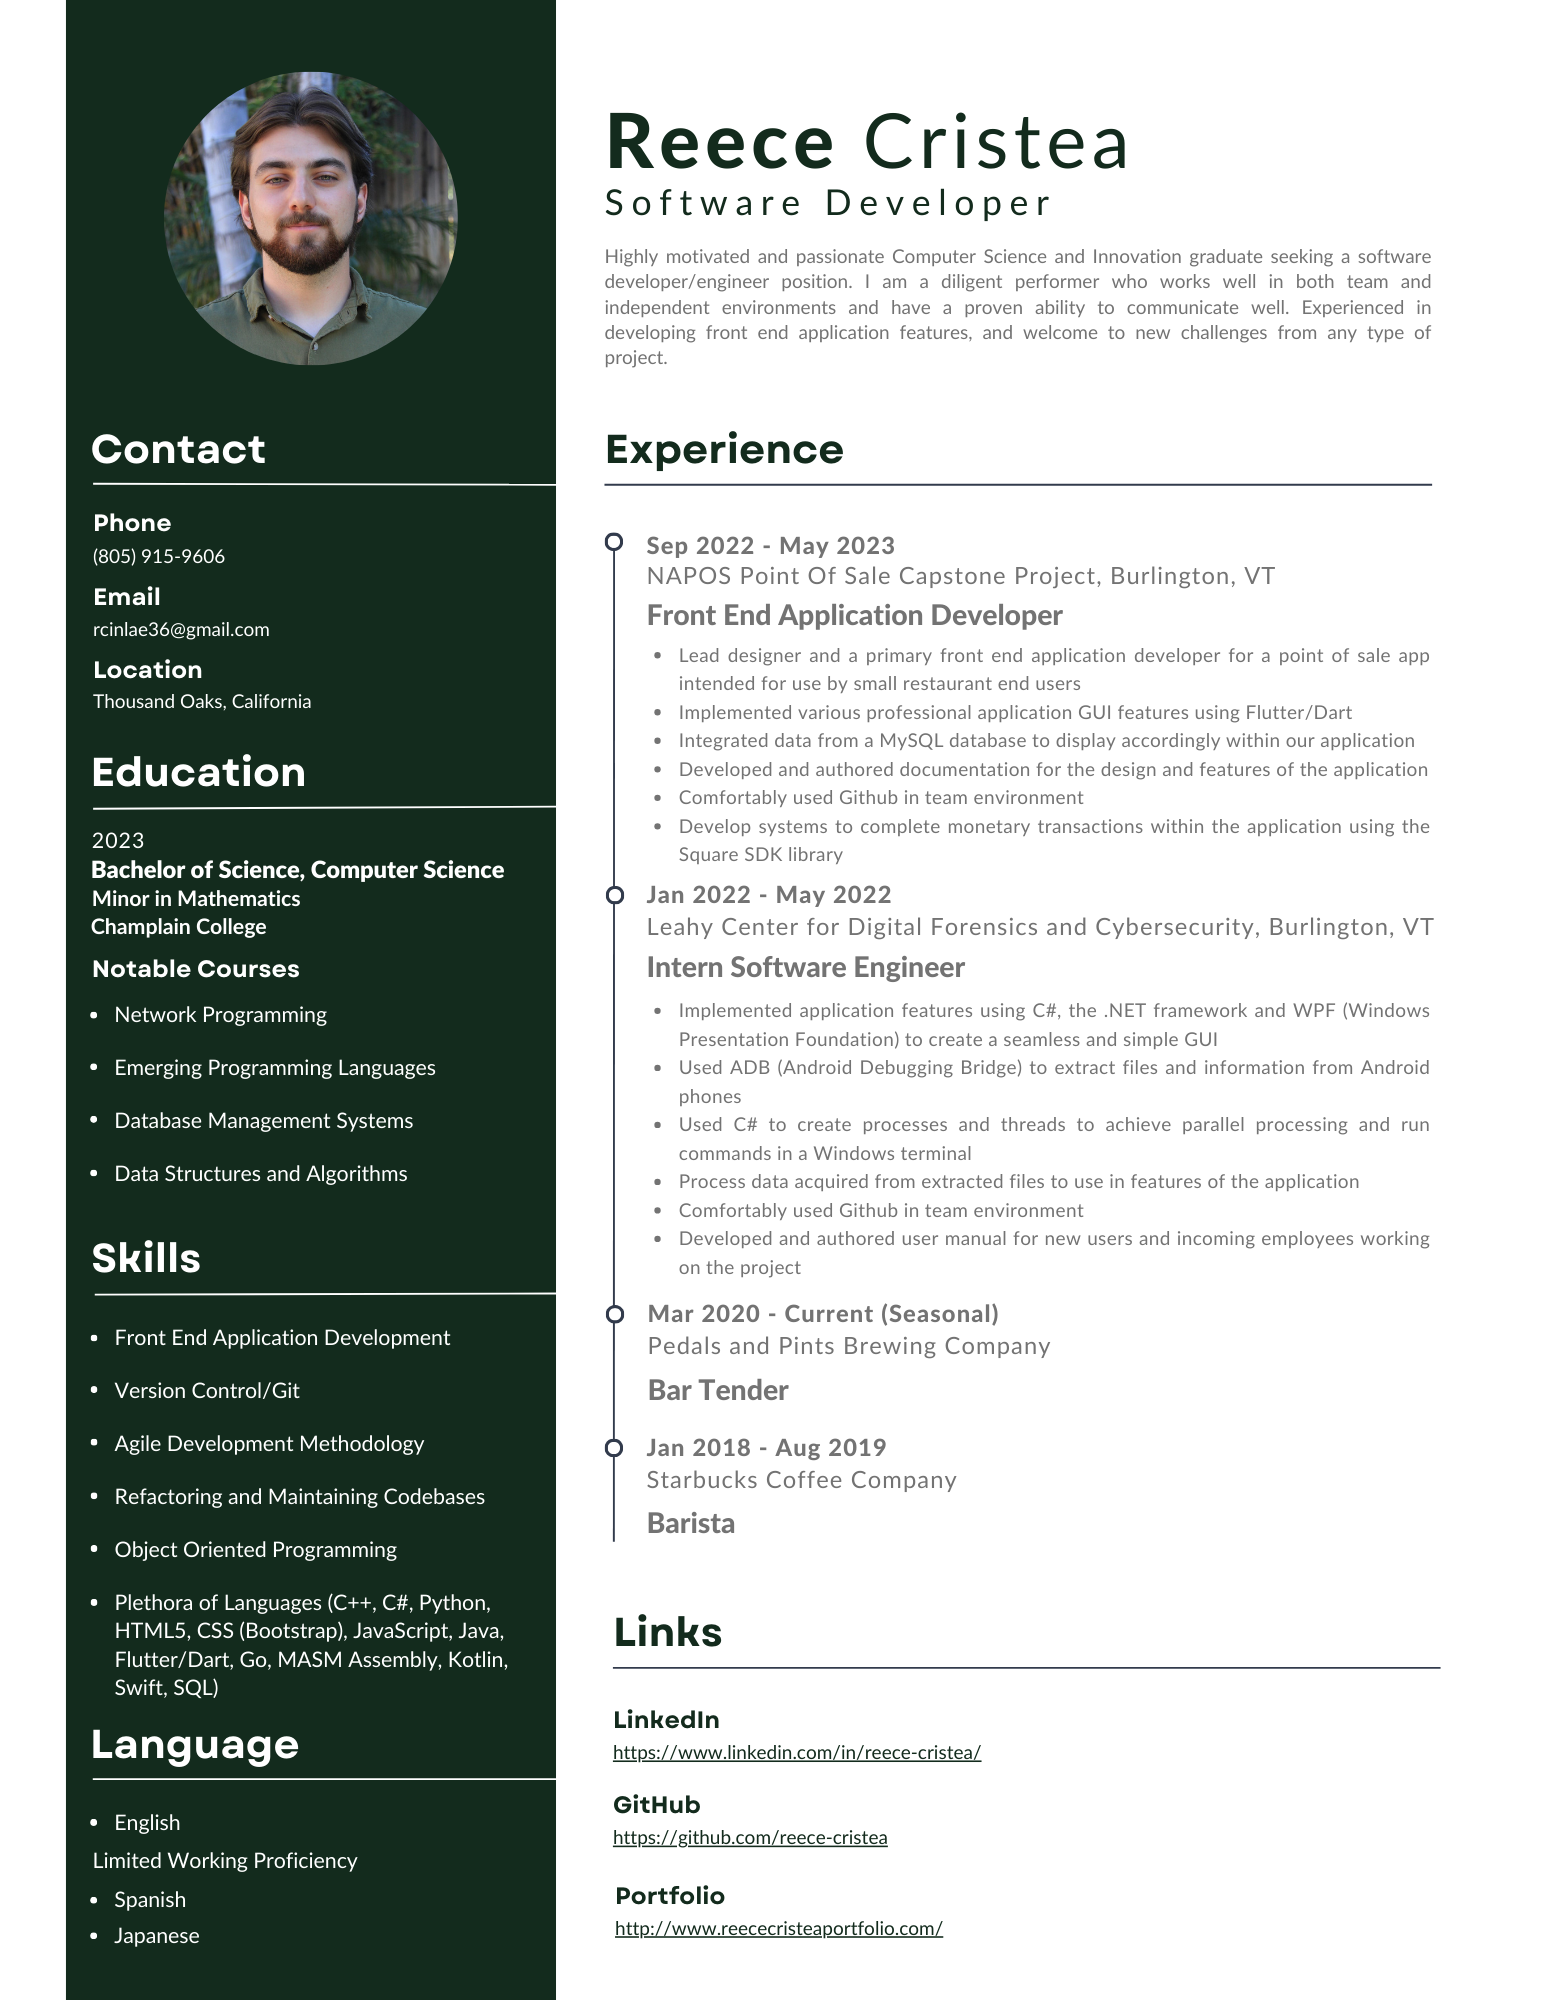 Reece Cristea
Software Developer
Highly motivated and passionate Computer Science and Innovation graduate seeking a software
developer/engineer position. I am a diligent performer who works well in both team and
independent environments and have a proven ability to communicate well. Experienced in
developing front end application features, and welcome to new challenges from any type of
project.
Contact
Phone
(805) 915-9606
Email
rcinlae36@gmail.com
Location
Thousand Oaks, California
Education
2023
Bachelor of Science, Computer Science
Minor in Mathematics
Champlain College
Notable Courses
• Network Programming
• Emerging Programming Languages
• Database Management Systems
• Data Structures and Algorithms
Skills
• Front End Application Development
• Version Control/Git
• Agile Development Methodology
• Refactoring and Maintaining Codebases
• Object Oriented Programming
• Plethora of Languages (C++, C#, Python,
HTML5, CSS (Bootstrap), JavaScript, Java,
Flutter/Dart, Go, MASM Assembly, Kotlin,
Swift, SQL)
Language
• English
Limited Working Proficiency
• Spanish
• Japanese
Experience
Sep 2022 - May 2023
NAPOS Point Of Sale Capstone Project, Burlington, VT
Front End Application Developer
• Lead designer and a primary front end application developer for a point of sale app
intended for use by small restaurant end users
• Implemented various professional application GUI features using Flutter/Dart
• Integrated data from a MySQL database to display accordingly within our application
• Developed and authored documentation for the design and features of the application
• Comfortably used Github in team environment
• Develop systems to complete monetary transactions within the application using the
Square SDK library
Jan 2022 - May 2022
Leahy Center for Digital Forensics and Cybersecurity, Burlington, VT
Intern Software Engineer
• Implemented application features using C#, the .NET framework and WPF (Windows
Presentation Foundation) to create a seamless and simple GUI
• Used ADB (Android Debugging Bridge) to extract files and information from Android
phones
• Used C# to create processes and threads to achieve parallel processing and run
commands in a Windows terminal
• Process data acquired from extracted files to use in features of the application
• Comfortably used Github in team environment
• Developed and authored user manual for new users and incoming employees working
on the project
Mar 2020 - Current (Seasonal)
Pedals and Pints Brewing Company
Bar Tender
Jan 2018 - Aug 2019
Starbucks Coffee Company
Barista
Links
LinkedIn
https://www.linkedin.com/in/reece-cristea/
GitHub
https://github.com/reece-cristea
Portfolio
http://www.reececristeaportfolio.com/